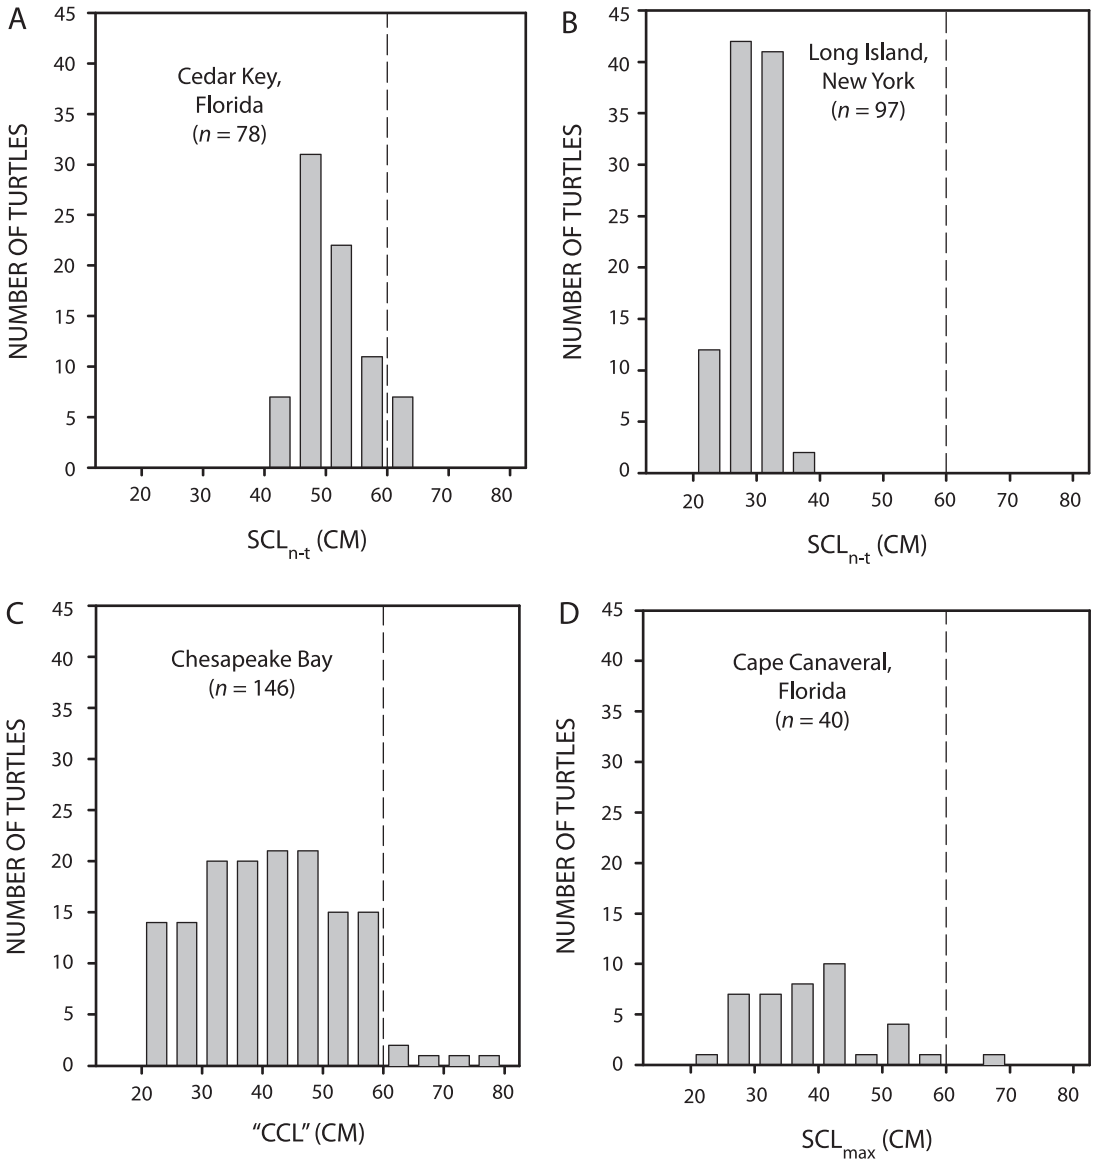 A
45
40
35
30
25
20
15
10
5
0
NUMBER OF TURTLES
Cedar Key,
Florida
(n = 78)
20 30 40 50 60 70 80
SCLn-t (CM)
B
45
40
35
30
25
20
15
10
5
0
NUMBER OF TURTLES
Long Island,
New York
(n = 97)
20 30 40 50 60 70 80
SCLn-t (CM)
C
45
40
35
30
25
20
15
10
5
0
NUMBER OF TURTLES
Chesapeake Bay
(n = 146)
20 30 40 50 60 70 80
“CCL” (CM)
D
45
40
35
30
25
20
15
10
5
0
NUMBER OF TURTLES
Cape Canaveral,
Florida
(n = 40)
20 30 40 50 60 70 80
SCLmax (CM)